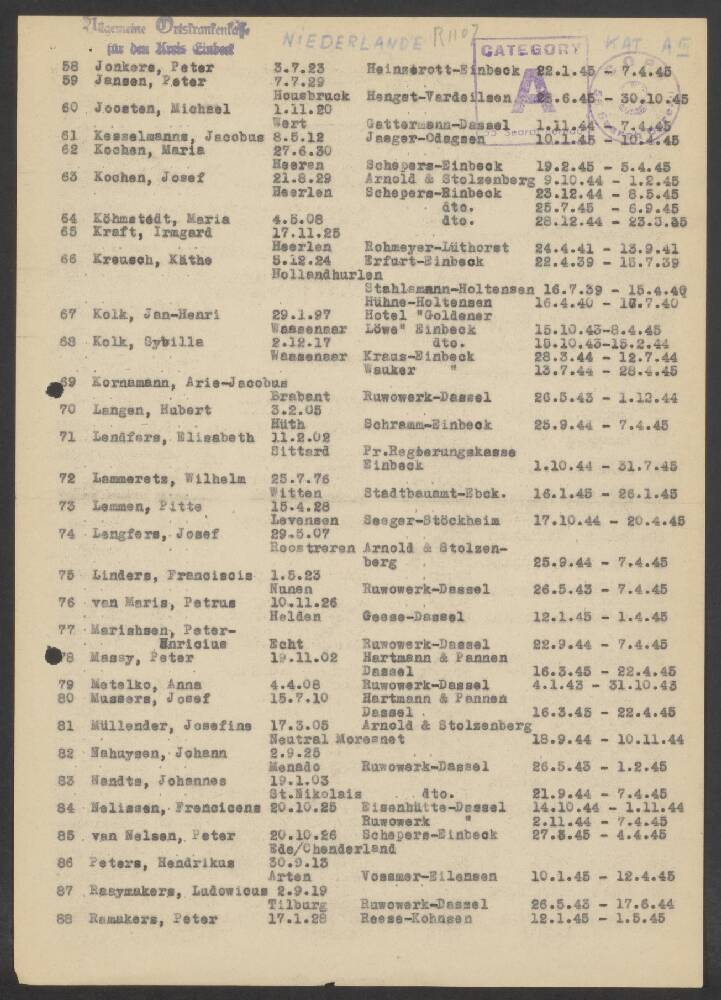 Allgemeine Ortskrankenkasse
für den Kreis Einbeck
NIEDERLANDE R1107
CATEGORY
A
KAT A III
58 Jonkers, Peter 3.7.23 Heinserott-Einbeck 22.1.45 - 7.4.45
59 Jansen, Peter 7.7.29
Housbruck Hengst-Vardeilsen 28.6.45 - 30.10.45
60 Joosten, Michael 1.11.20
Wert Gattermann-Dassel 1.11.44 - 7.4.45
61 Kesselmanns, Jacobus 8.5.12 Jaeger-Odagsen 10.1.45 - 10.4.45
62 Kochen, Maria 27.6.30
Heeren Schepers-Einbeck 19.2.45 - 5.4.45
63 Kochen, Josef 21.8.29 Arnold & Stolzenberg 9.10.44 - 1.2.45
Heerlen Schepers-Einbeck 23.12.44 - 8.5.45
dto. 25.7.45 - 6.9.45
64 Köhmstedt, Maria 4.5.08 dto. 28.12.44 - 23.3.45
65 Kraft, Irmgard 17.11.25
Heerlen Rohmeyer-Lüthorst 24.4.41 - 13.9.41
66 Kreusch, Käthe 5.12.24 Erfurt-Einbeck 22.4.39 - 15.7.39
Hollandhurlen
Stahlsmann-Holtensen 16.7.39 - 15.4.40
Hühne-Holtensen 16.4.40 - 16.7.40
67 Kolk, Jan-Henri 29.1.97 Hotel "Goldener
Waasenaar Löwe" Einbeck 15.10.43-8.4.45
68 Kolk, Sybilla 2.12.17 dto. 15.10.43-15.2.44
Wassenaar Kraus-Einbeck 28.3.44 - 12.7.44
Wauker " 13.7.44 - 28.4.45
69 Kornamann, Arie-Jacobus
Brabant Ruwowerk-Dassel 26.5.43 - 1.12.44
70 Langen, Hubert 3.2.05
Hüth Schramm-Einbeck 25.9.44 - 7.4.45
71 Lendfers, Elisabeth 11.2.02
Sittard Pr.Regierungskasse
Einbeck 1.10.44 - 31.7.45
72 Lammerets, Wilhelm 25.7.76
Witten Stadtbauamt-Ebck. 16.1.45 - 26.1.45
73 Lemmen, Pitte 15.4.28
Levensen Seeger-Stöckheim 17.10.44 - 20.4.45
74 Lengfers, Josef 29.5.07
Roostreren Arnold & Stolzen-
berg 25.9.44 - 7.4.45
75 Linders, Franciscis 1.5.23
Nunen Ruwowerk-Dassel 26.5.43 - 7.4.45
76 van Maris, Petrus 10.11.26
Helden Geese-Dassel 12.1.45 - 1.4.45
77 Marishsen, Peter-
Hnricius Echt Ruwowerk-Dassel 22.9.44 - 7.4.45
78 Massy, Peter 19.11.02 Hartmann & Pannen
Dassel 16.3.45 - 22.4.45
79 Matelko, Anna 4.4.08 Ruwowerk-Dassel 4.1.43 - 31.10.43
80 Mussers, Josef 15.7.10 Hartmann & Pannen
Dassel 16.3.45 - 22.4.45
81 Müllender, Josefine 17.3.05 Arnold & Stolzenberg
Neutral Moresnet 18.9.44 - 10.11.44
82 Nahuysen, Johann 2.9.25
Menado Ruwowerk-Dassel 26.5.43 - 1.2.45
83 Nendts, Johannes 19.1.03
St.Nikolais dto. 21.9.44 - 7.4.45
84 Nelissen, Francicens 20.10.25 Eisenhütte-Dassel 14.10.44 - 1.11.44
Ruwowerk " 2.11.44 - 7.4.45
85 van Nelsen, Peter 20.10.26 Schepers-Einbeck 27.3.45 - 4.4.45
Ede/Chenderland
86 Peters, Hendrikus 30.9.13
Arten Vossmer-Eilensen 10.1.45 - 12.4.45
87 Raaymakers, Ludowicus 2.9.19
Tilburg Ruwowerk-Dassel 26.5.43 - 17.6.44
88 Ramakers, Peter 17.1.28 Reese-Kohnsen 12.1.45 - 1.5.45